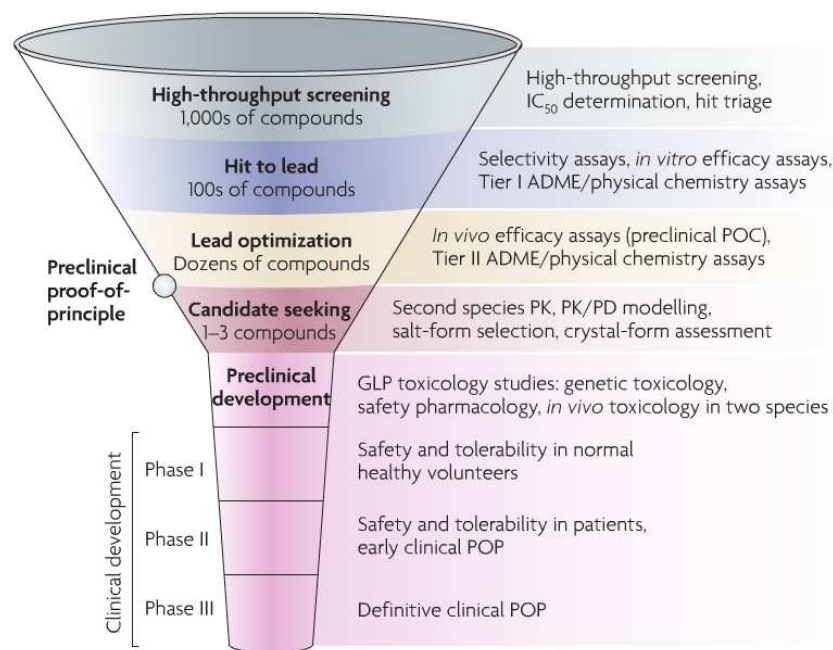 High-throughput screening
1,000s of compounds
High-throughput screening,
IC50 determination, hit triage
Hit to lead
100s of compounds
Selectivity assays, in vitro efficacy assays,
Tier I ADME/physical chemistry assays
Lead optimization
Dozens of compounds
In vivo efficacy assays (preclinical POC),
Tier II ADME/physical chemistry assays
Preclinical
proof-of-
principle
Candidate seeking
1–3 compounds
Second species PK, PK/PD modelling,
salt-form selection, crystal-form assessment
Preclinical
development
GLP toxicology studies: genetic toxicology,
safety pharmacology, in vivo toxicology in two species
Clinical development
Phase I
Safety and tolerability in normal
healthy volunteers
Phase II
Safety and tolerability in patients,
early clinical POP
Phase III
Definitive clinical POP